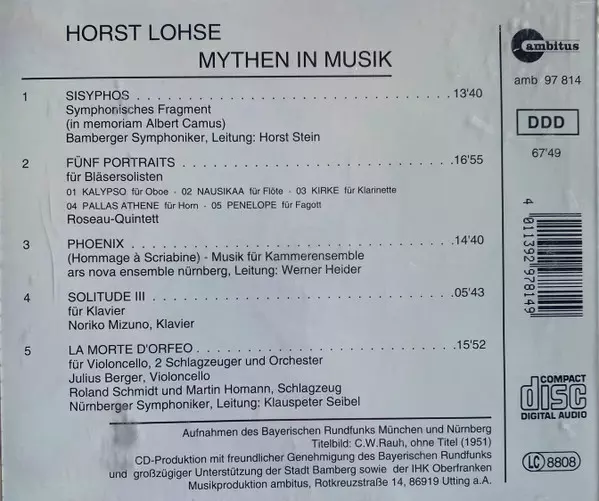 HORST LOHSE
MYTHEN IN MUSIK
ambitus
amb 97 814
DDD
67'49
1 SISYPHOS . . . . . . . . . . . . . . . . . . . . . . . . . . . . . . 13'40
Symphonisches Fragment
(in memoriam Albert Camus)
Bamberger Symphoniker, Leitung: Horst Stein
2 FÜNF PORTRAITS . . . . . . . . . . . . . . . . . . . . . . . . . . 16'55
für Bläsersolisten
01 KALYPSO für Oboe · 02 NAUSIKAA für Flöte · 03 KIRKE für Klarinette
04 PALLAS ATHENE für Horn · 05 PENELOPE für Fagott
Roseau-Quintett
3 PHOENIX . . . . . . . . . . . . . . . . . . . . . . . . . . . . . . 14'40
(Hommage à Scriabine) - Musik für Kammerensemble
ars nova ensemble nürnberg, Leitung: Werner Heider
4 SOLITUDE III . . . . . . . . . . . . . . . . . . . . . . . . . . . . 05'43
für Klavier
Noriko Mizuno, Klavier
5 LA MORTE D'ORFEO . . . . . . . . . . . . . . . . . . . . . . . . 15'52
für Violoncello, 2 Schlagzeuger und Orchester
Julius Berger, Violoncello
Roland Schmidt und Martin Homann, Schlagzeug
Nürnberger Symphoniker, Leitung: Klauspeter Seibel
4 011392 978149
COMPACT
disc
DIGITAL AUDIO
LC 8808
Aufnahmen des Bayerischen Rundfunks München und Nürnberg
Titelbild: C.W.Rauh, ohne Titel (1951)
CD-Produktion mit freundlicher Genehmigung des Bayerischen Rundfunks
und großzügiger Unterstützung der Stadt Bamberg sowie der IHK Oberfranken
Musikproduktion ambitus, Rotkreuzstraße 14, 86919 Utting a.A.